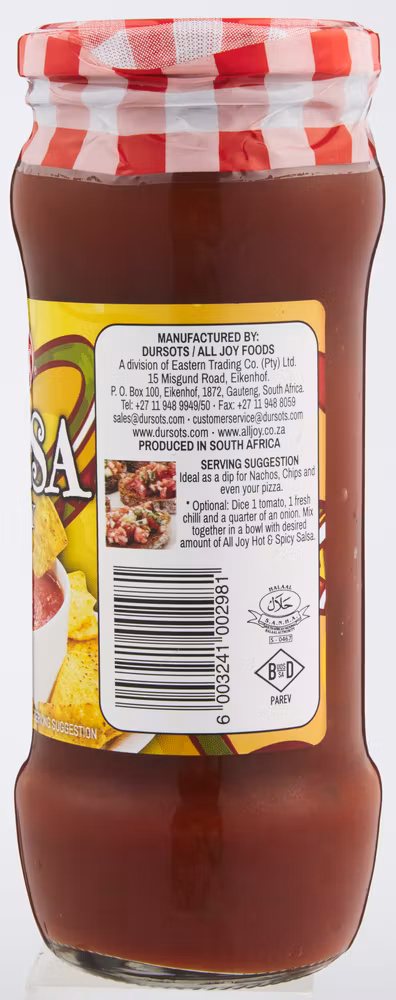 SA
MANUFACTURED BY:
DURSOTS / ALL JOY FOODS
A division of Eastern Trading Co. (Pty) Ltd.
15 Misgund Road, Eikenhof.
P. O. Box 100, Eikenhof, 1872, Gauteng, South Africa.
Tel: +27 11 948 9949/50 · Fax: +27 11 948 8059
sales@dursots.com · customerservice@dursots.com
www.dursots.com · www.alljoy.co.za
PRODUCED IN SOUTH AFRICA
SERVING SUGGESTION
Ideal as a dip for Nachos, Chips and
even your pizza.
* Optional: Dice 1 tomato, 1 fresh
chilli and a quarter of an onion. Mix
together in a bowl with desired
amount of All Joy Hot & Spicy Salsa.
6 003241 002981
HALAAL
حلال
S.A.N.H.A.
S - 0467
B D
PAREV
SUGGESTION